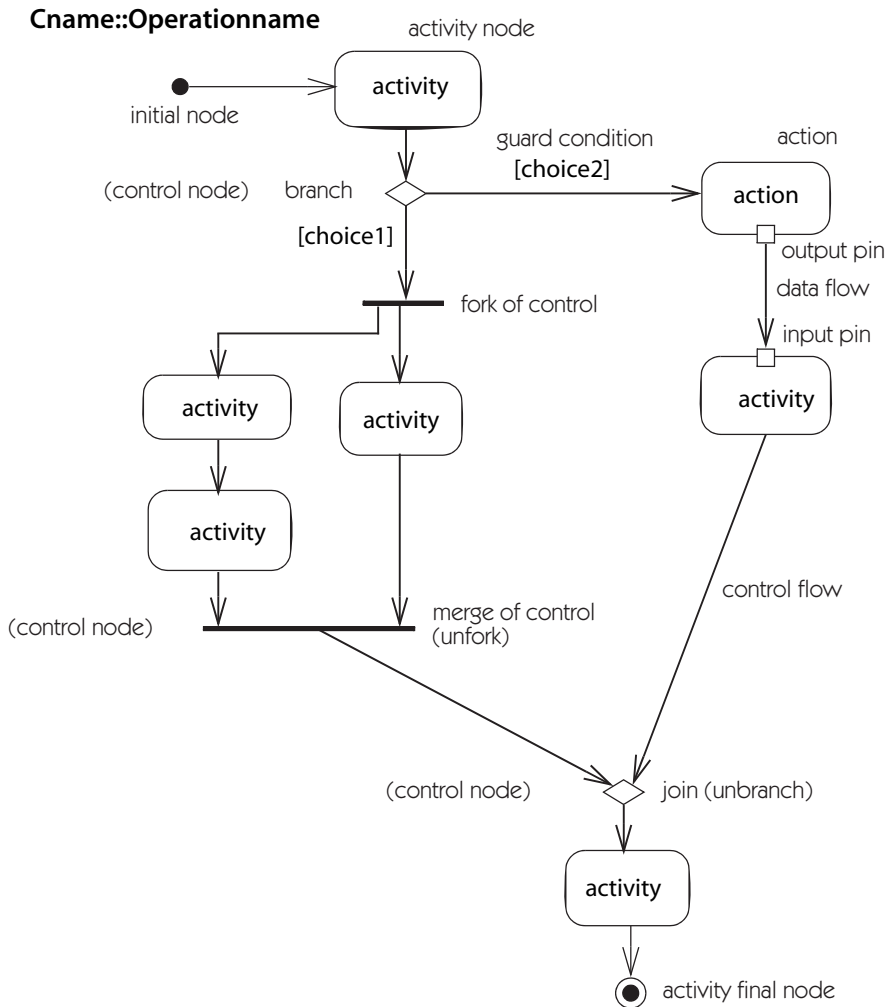 Cname::Operationname
activity node
activity
initial node
guard condition
action
[choice2]
(control node)
branch
action
[choice1]
output pin
data flow
fork of control
input pin
activity
activity
activity
activity
control flow
merge of control
(unfork)
(control node)
(control node)
join (unbranch)
activity
activity final node